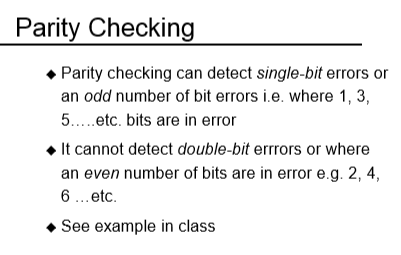 Parity Checking
◆ Parity checking can detect single-bit errors or
an odd number of bit errors i.e. where 1, 3,
5.....etc. bits are in error
◆ It cannot detect double-bit errrors or where
an even number of bits are in error e.g. 2, 4,
6 ...etc.
◆ See example in class